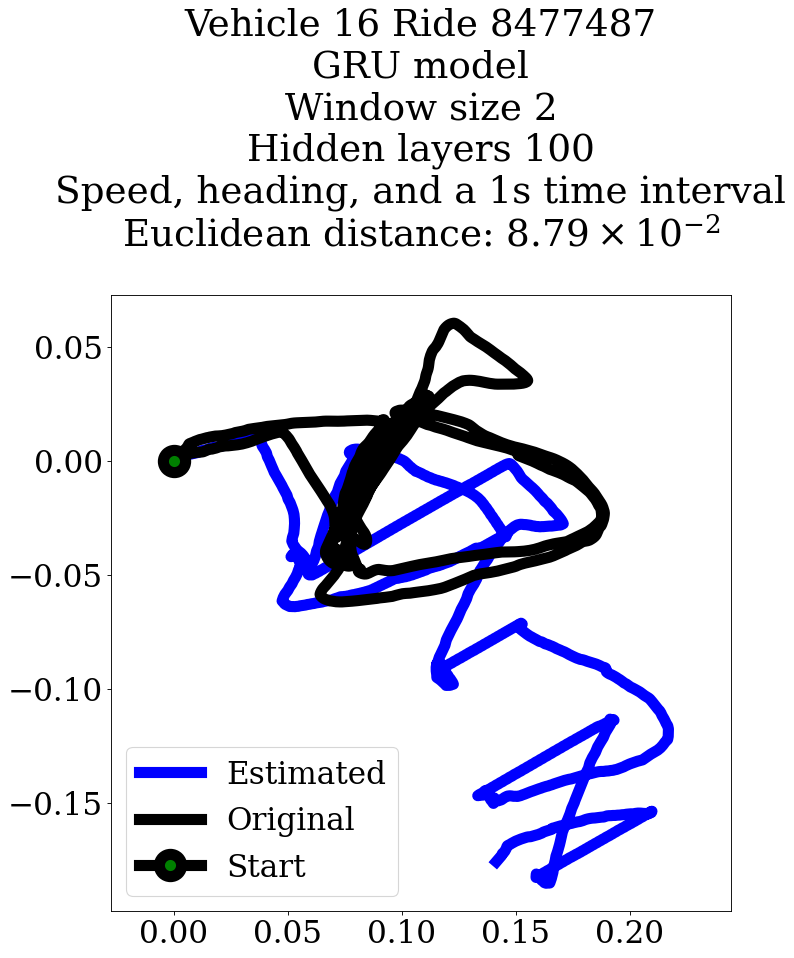 Vehicle 16 Ride 8477487
GRU model
Window size 2
Hidden layers 100
Speed, heading, and a 1s time interval
Euclidean distance: 8.79 × 10⁻²
0.05
0.00
−0.05
−0.10
−0.15
Estimated
Original
Start
0.00 0.05 0.10 0.15 0.20